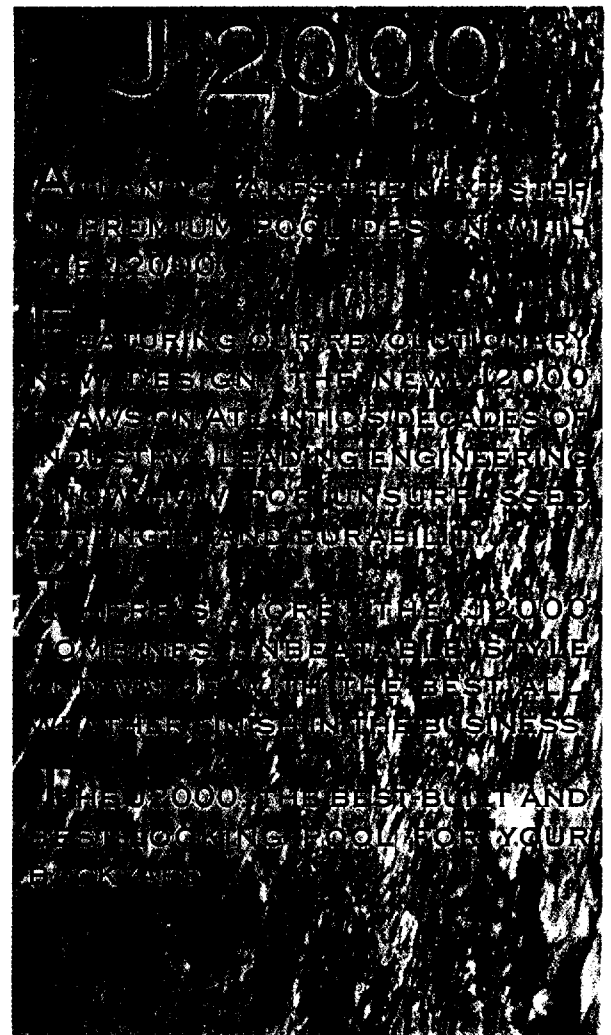 J 2000
ATLANTIC TAKES THE NEXT STEP
IN PREMIUM POOL DESIGN WITH
THE J2000.
FEATURING OUR REVOLUTIONARY
NEW DESIGN, THE NEW J2000
DRAWS ON ATLANTIC'S DECADES OF
INDUSTRY-LEADING ENGINEERING
KNOW-HOW FOR UNSURPASSED
STRENGTH AND DURABILITY.
THERE'S MORE! THE J2000
COMBINES UNBEATABLE STYLE
WITH THE BEST ALL-
WEATHER FINISH IN THE BUSINESS.
THE J2000. THE BEST-BUILT AND
BEST-LOOKING POOL FOR YOUR
BACKYARD.